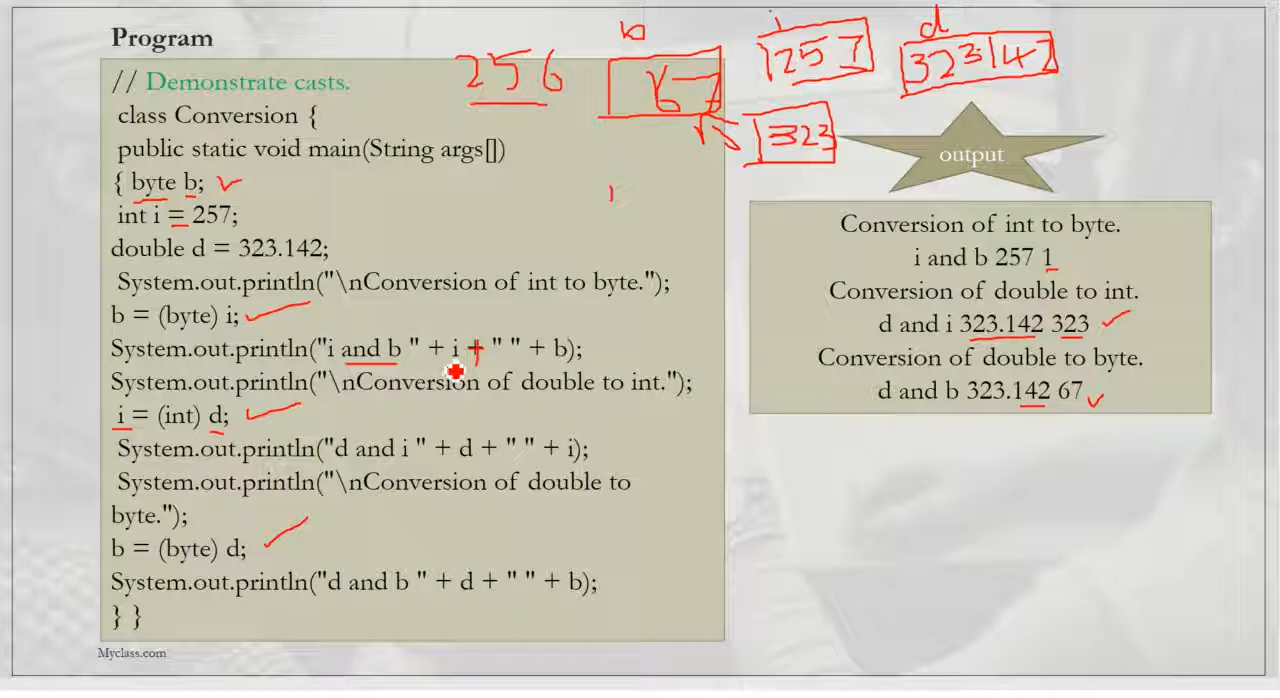 Program
// Demonstrate casts.
class Conversion {
public static void main(String args[])
{ byte b;
int i = 257;
double d = 323.142;
System.out.println("\nConversion of int to byte.");
b = (byte) i;
System.out.println("i and b " + i + " " + b);
System.out.println("\nConversion of double to int.");
i = (int) d;
System.out.println("d and i " + d + " " + i);
System.out.println("\nConversion of double to
byte.");
b = (byte) d;
System.out.println("d and b " + d + " " + b);
} }
Myclass.com
256
b
67
i
257
d
323.142
323
output
Conversion of int to byte.
i and b 257 1
Conversion of double to int.
d and i 323.142 323
Conversion of double to byte.
d and b 323.142 67